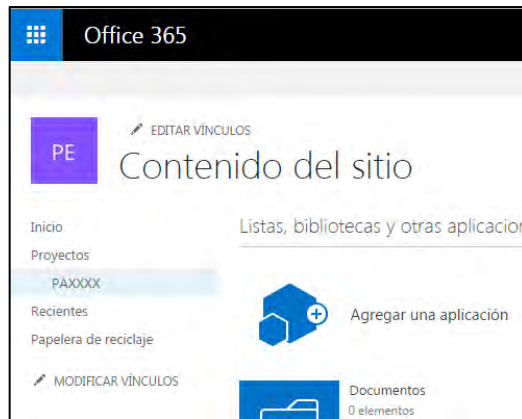 Office 365
EDITAR VÍNCULOS
PE
Contenido del sitio
Inicio
Proyectos
PAXXXX
Recientes
Papelera de reciclaje
MODIFICAR VÍNCULOS
Listas, bibliotecas y otras aplicacion
Agregar una aplicación
Documentos
0 elementos